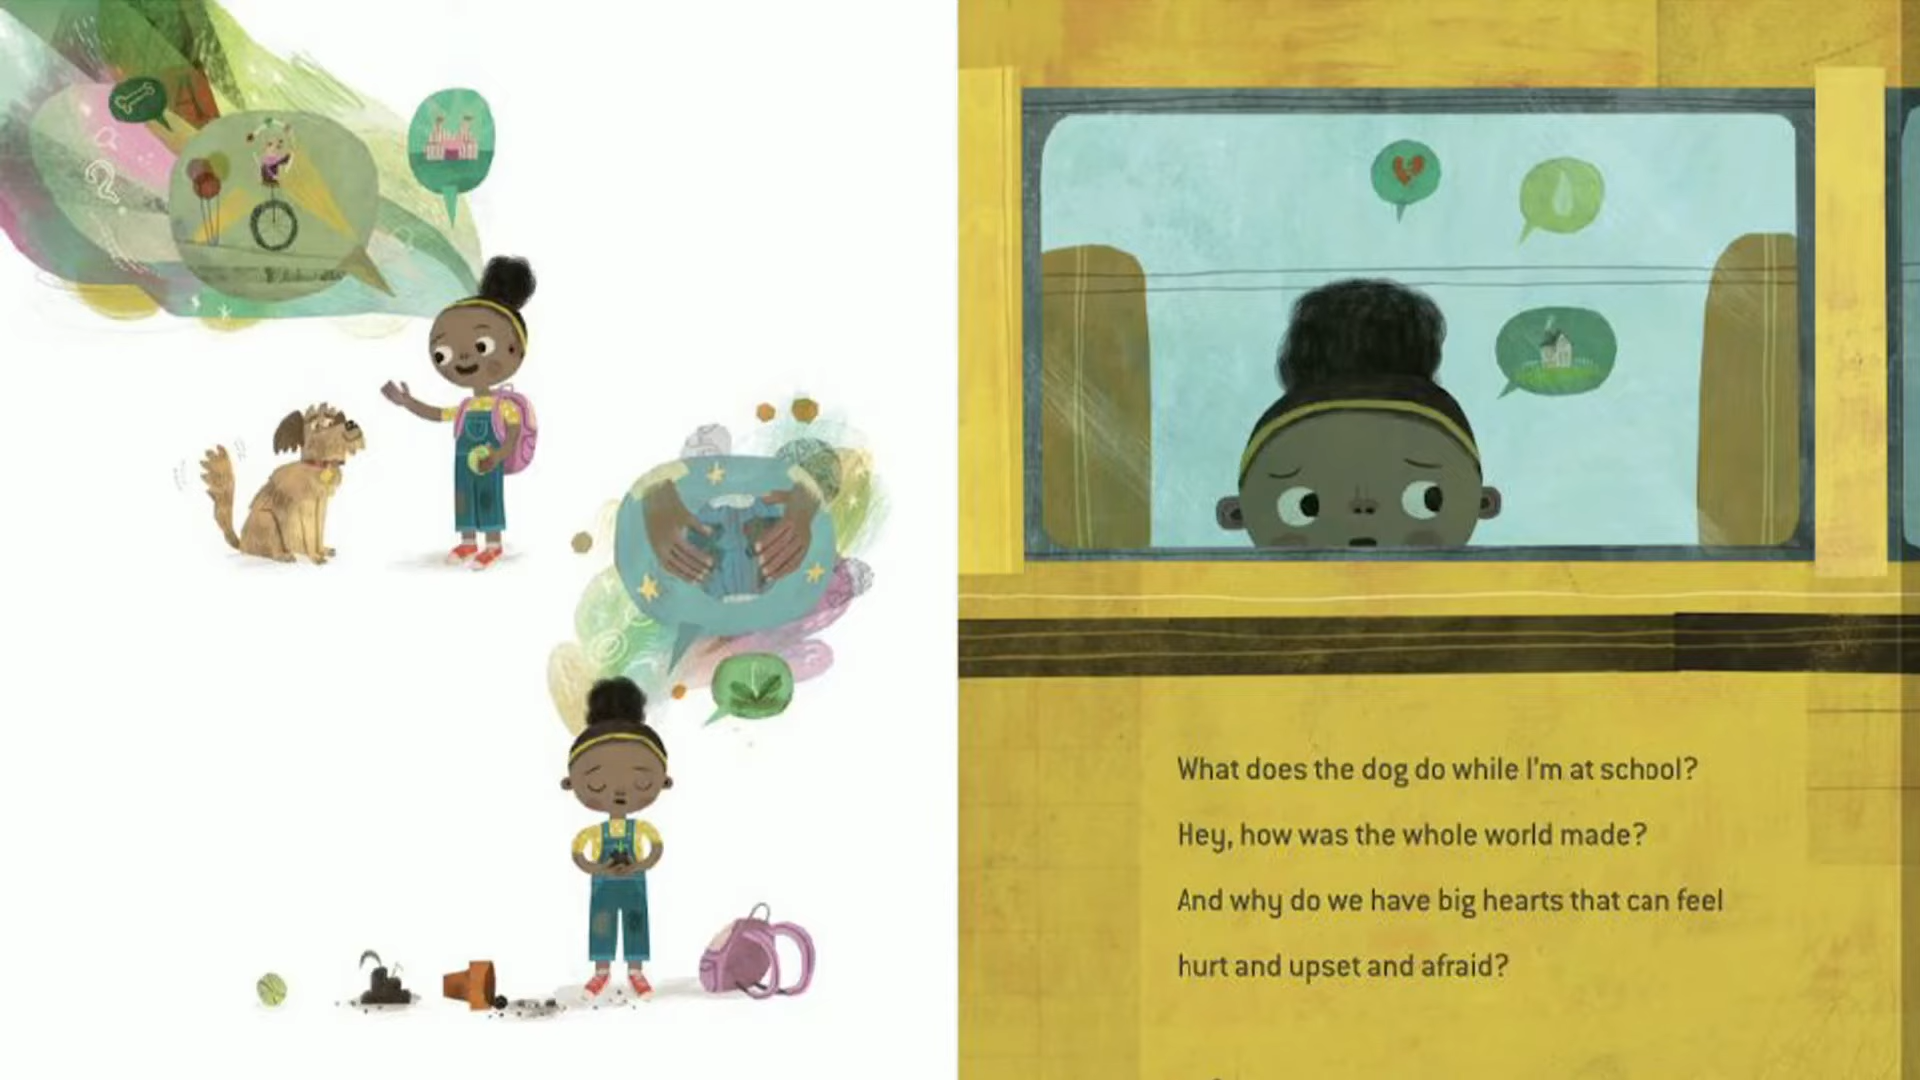 What does the dog do while I'm at school?
Hey, how was the whole world made?
And why do we have big hearts that can feel
hurt and upset and afraid?